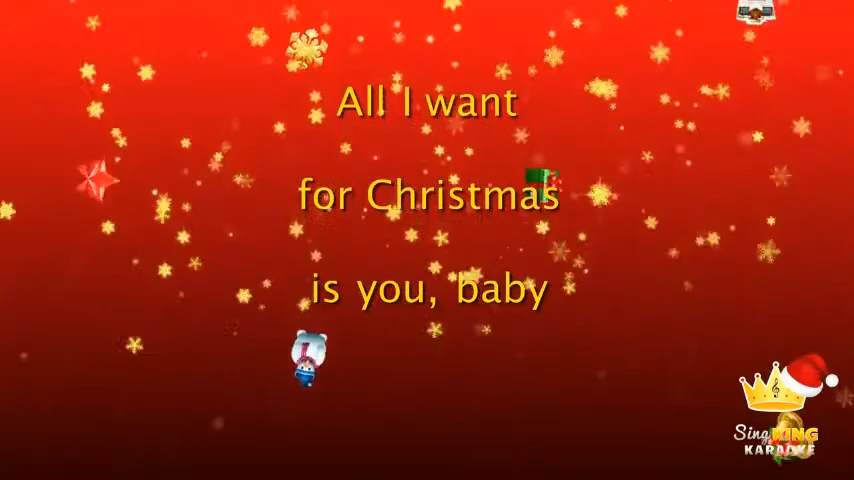 All I want
for Christmas
is you, baby
Sing KING
KARAOKE